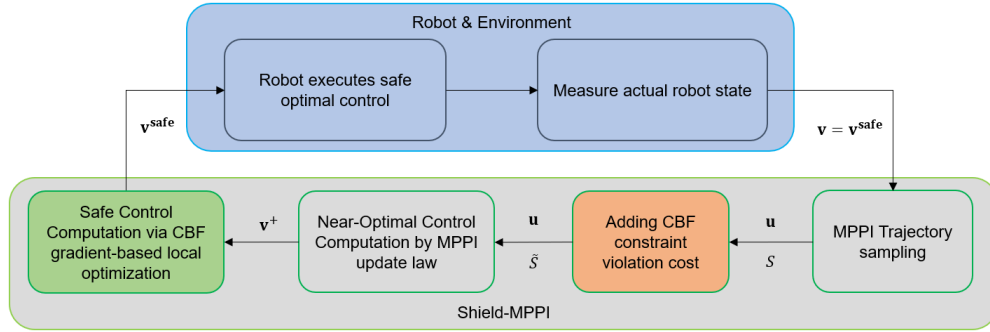 Robot & Environment
Robot executes safe
optimal control
Measure actual robot state
v^safe
v = v^safe
Safe Control
Computation via CBF
gradient-based local
optimization
v^+
Near-Optimal Control
Computation by MPPI
update law
u
S̃
Adding CBF
constraint
violation cost
u
S
MPPI Trajectory
sampling
Shield-MPPI